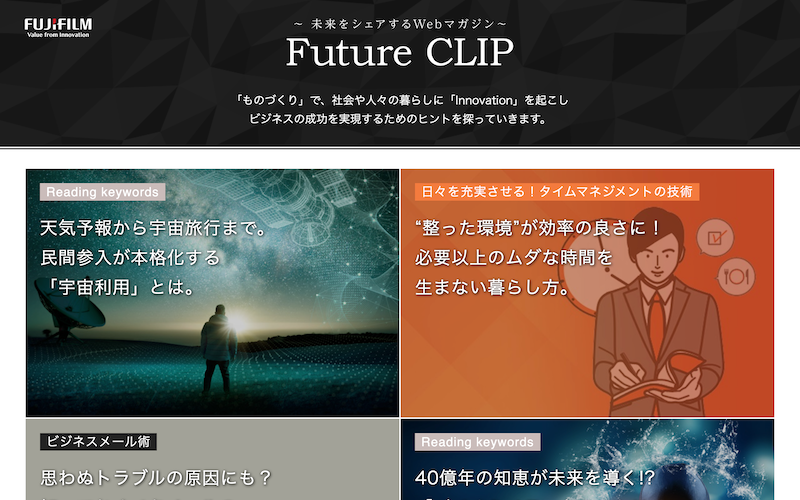 FUJIFILM
Value from Innovation
～ 未来をシェアするWebマガジン～
Future CLIP
「ものづくり」で、社会や人々の暮らしに「Innovation」を起こし
ビジネスの成功を実現するためのヒントを探っていきます。
Reading keywords
天気予報から宇宙旅行まで。
民間参入が本格化する
「宇宙利用」とは。
日々を充実させる！タイムマネジメントの技術
“整った環境”が効率の良さに！
必要以上のムダな時間を
生まない暮らし方。
ビジネスメール術
思わぬトラブルの原因にも？
Reading keywords
40億年の知恵が未来を導く!?